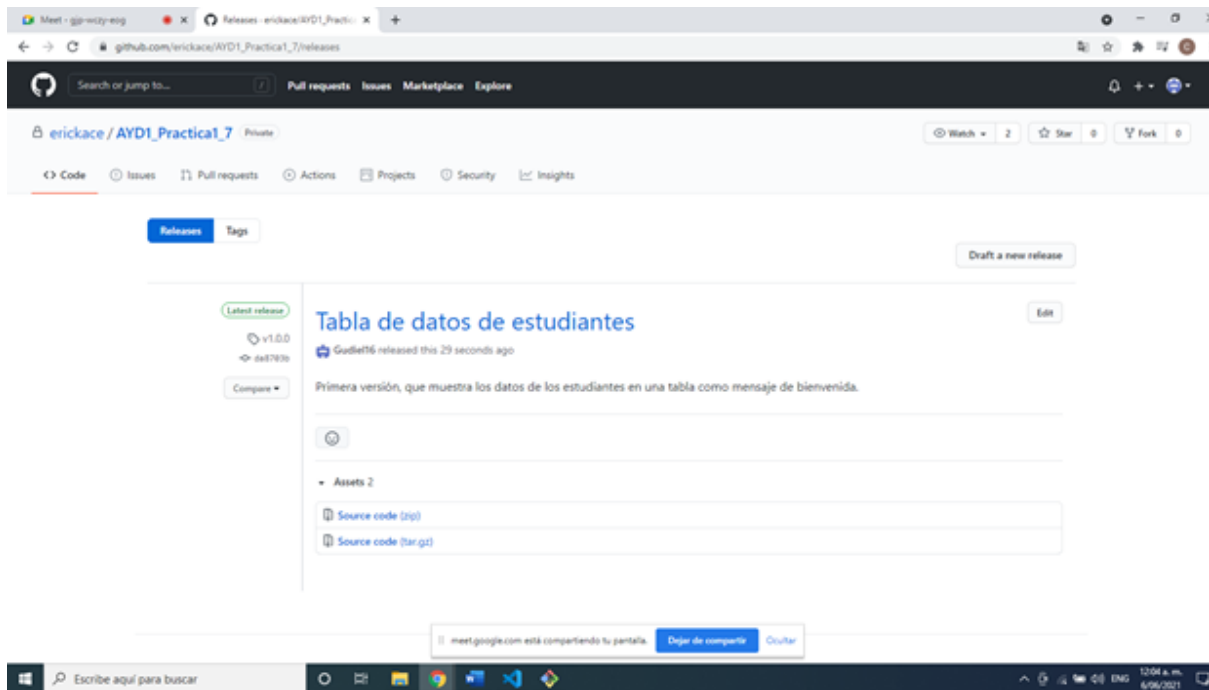 Meet - gjp-wczy-eog
Releases · erickace/AYD1_Practic
github.com/erickace/AYD1_Practica1_7/releases
Search or jump to... /
Pull requests Issues Marketplace Explore
erickace / AYD1_Practica1_7 Private
Watch 2 Star 0 Fork 0
Code Issues Pull requests Actions Projects Security Insights
Releases Tags
Draft a new release
Latest release
v1.0.0
Compare
Tabla de datos de estudiantes
Edit
Gudiel16 released this 29 seconds ago
Primera versión, que muestra los datos de los estudiantes en una tabla como mensaje de bienvenida.
Assets 2
Source code (zip)
Source code (tar.gz)
meet.google.com está compartiendo tu pantalla. Dejar de compartir Ocultar
Escribe aquí para buscar
ENG
12:04 a. m.
6/06/2021